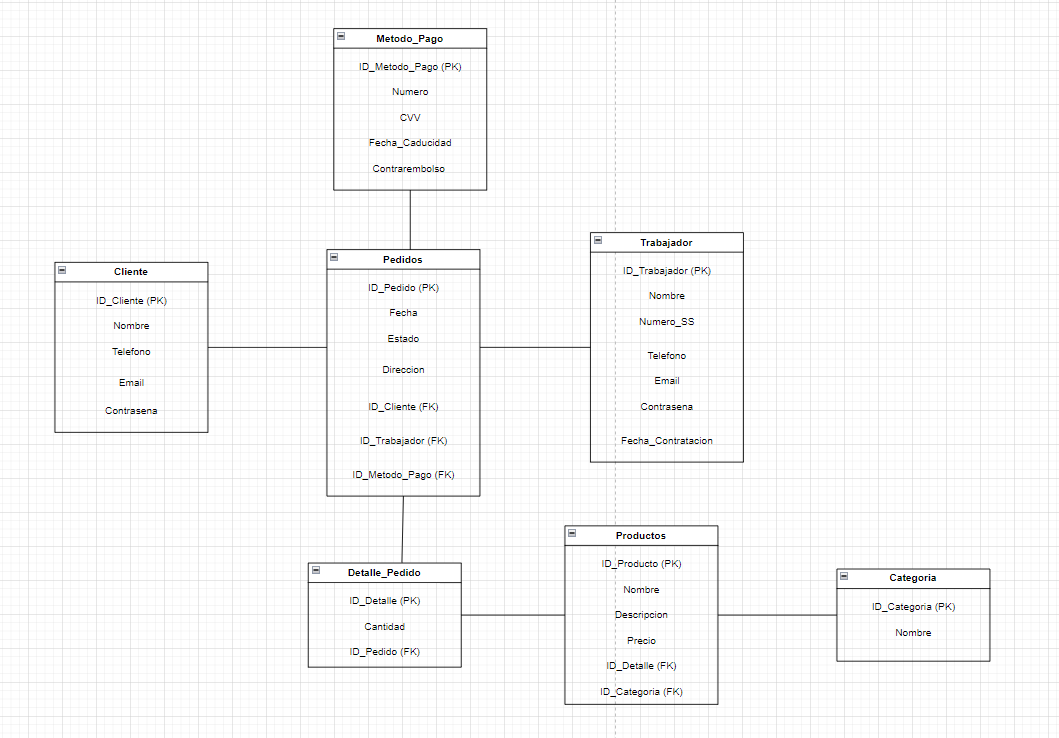 Metodo_Pago
ID_Metodo_Pago (PK)
Numero
CVV
Fecha_Caducidad
Contrarembolso
Cliente
ID_Cliente (PK)
Nombre
Telefono
Email
Contrasena
Pedidos
ID_Pedido (PK)
Fecha
Estado
Direccion
ID_Cliente (FK)
ID_Trabajador (FK)
ID_Metodo_Pago (FK)
Trabajador
ID_Trabajador (PK)
Nombre
Numero_SS
Telefono
Email
Contrasena
Fecha_Contratacion
Detalle_Pedido
ID_Detalle (PK)
Cantidad
ID_Pedido (FK)
Productos
ID_Producto (PK)
Nombre
Descripcion
Precio
ID_Detalle (FK)
ID_Categoria (FK)
Categoria
ID_Categoria (PK)
Nombre